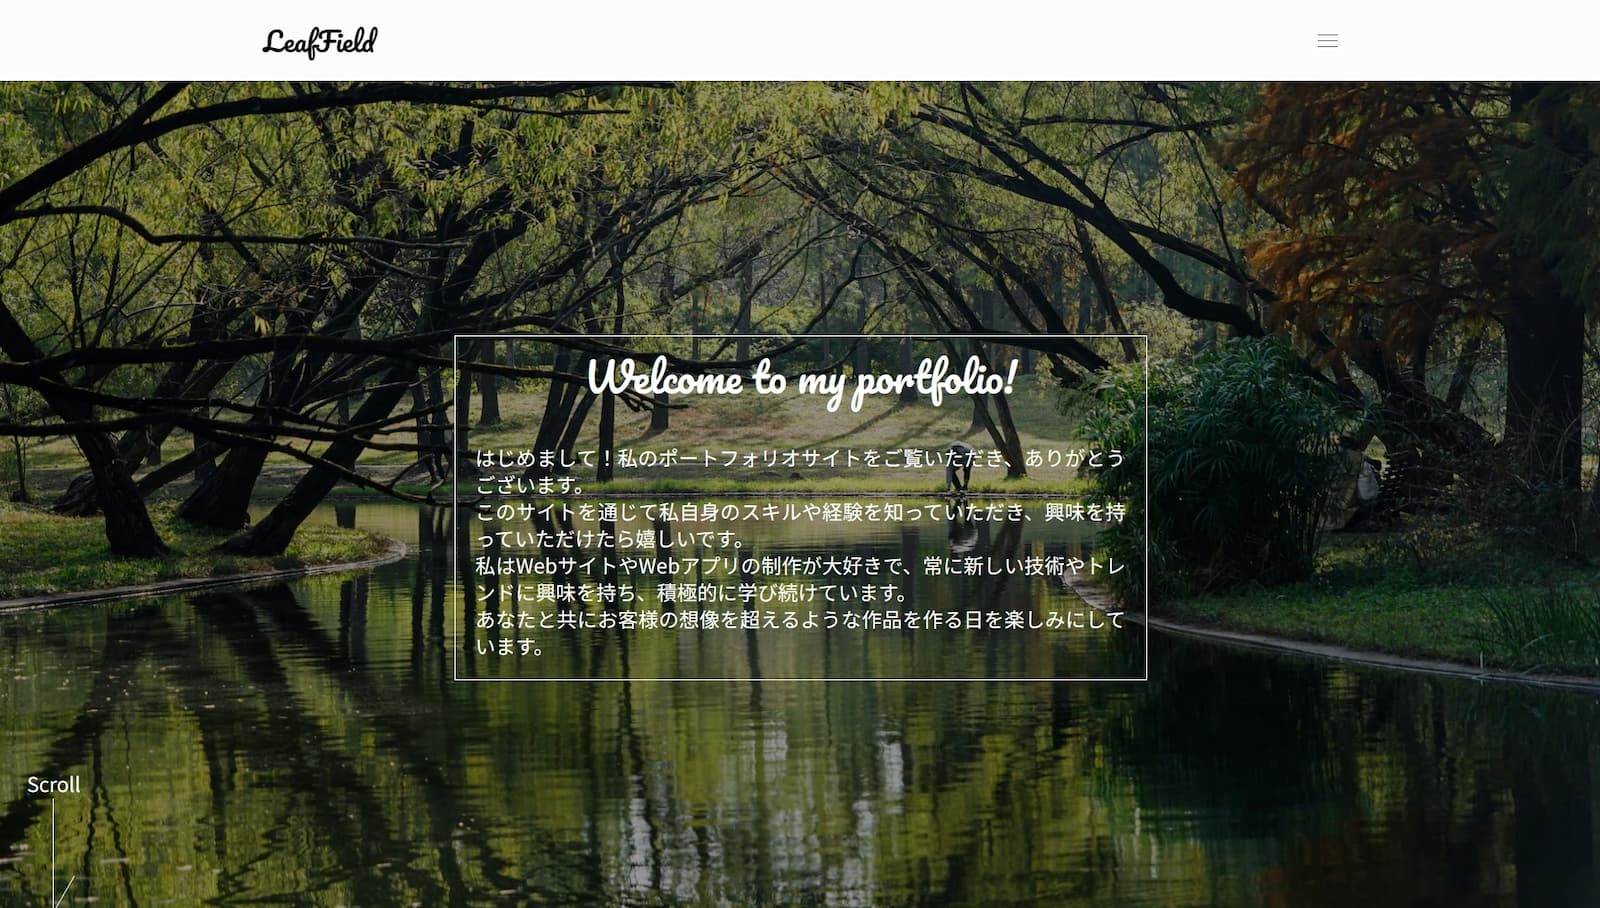 LeafField
Welcome to my portfolio!
はじめまして！私のポートフォリオサイトをご覧いただき、ありがとう
ございます。
このサイトを通じて私自身のスキルや経験を知っていただき、興味を持
っていただけたら嬉しいです。
私はWebサイトやWebアプリの制作が大好きで、常に新しい技術やトレ
ンドに興味を持ち、積極的に学び続けています。
あなたと共にお客様の想像を超えるような作品を作る日を楽しみにして
います。
Scroll